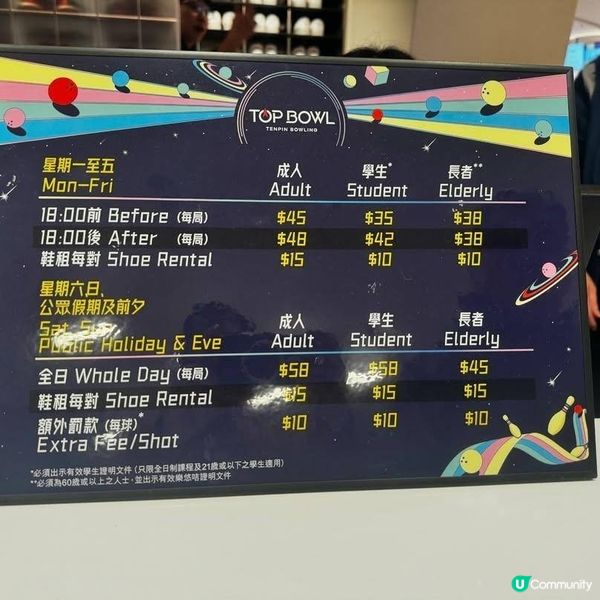 TOP BOWL
TENPIN BOWLING
星期一至五
Mon-Fri
成人 學生* 長者**
Adult Student Elderly
18:00前 Before (每局) $45 $35 $38
18:00後 After (每局) $48 $42 $38
鞋租每對 Shoe Rental $15 $10 $10
星期六日、
公眾假期及前夕
Sat, Sun,
Public Holiday & Eve
成人 學生 長者
Adult Student Elderly
全日 Whole Day (每局) $58 $58 $45
鞋租每對 Shoe Rental $15 $15 $15
額外罰款 (每球)* $10 $10 $10
Extra Fee/Shot
*必須出示有效學生證明文件 (只限全日制課程及21歲或以下之學生適用)
**必須為60歲或以上之人士,並出示有效樂悠咭證明文件
U Community